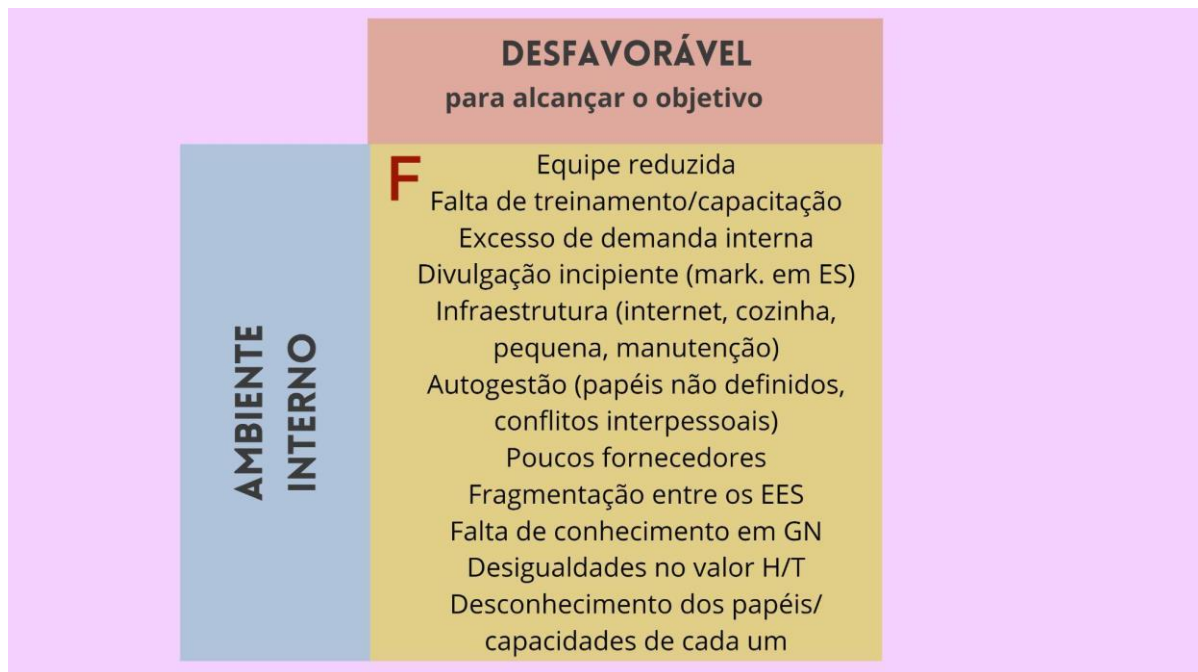 DESFAVORÁVEL
para alcançar o objetivo
AMBIENTE
INTERNO
F
Equipe reduzida
Falta de treinamento/capacitação
Excesso de demanda interna
Divulgação incipiente (mark. em ES)
Infraestrutura (internet, cozinha,
pequena, manutenção)
Autogestão (papéis não definidos,
conflitos interpessoais)
Poucos fornecedores
Fragmentação entre os EES
Falta de conhecimento em GN
Desigualdades no valor H/T
Desconhecimento dos papéis/
capacidades de cada um